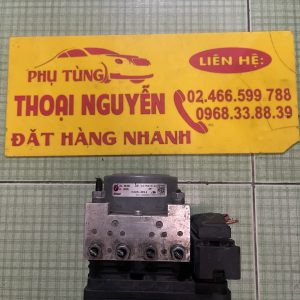 LIÊN HỆ:
PHỤ TÙNG
THOẠI NGUYỄN
02.466.599.788
0968.33.88.39
ĐẶT HÀNG NHANH